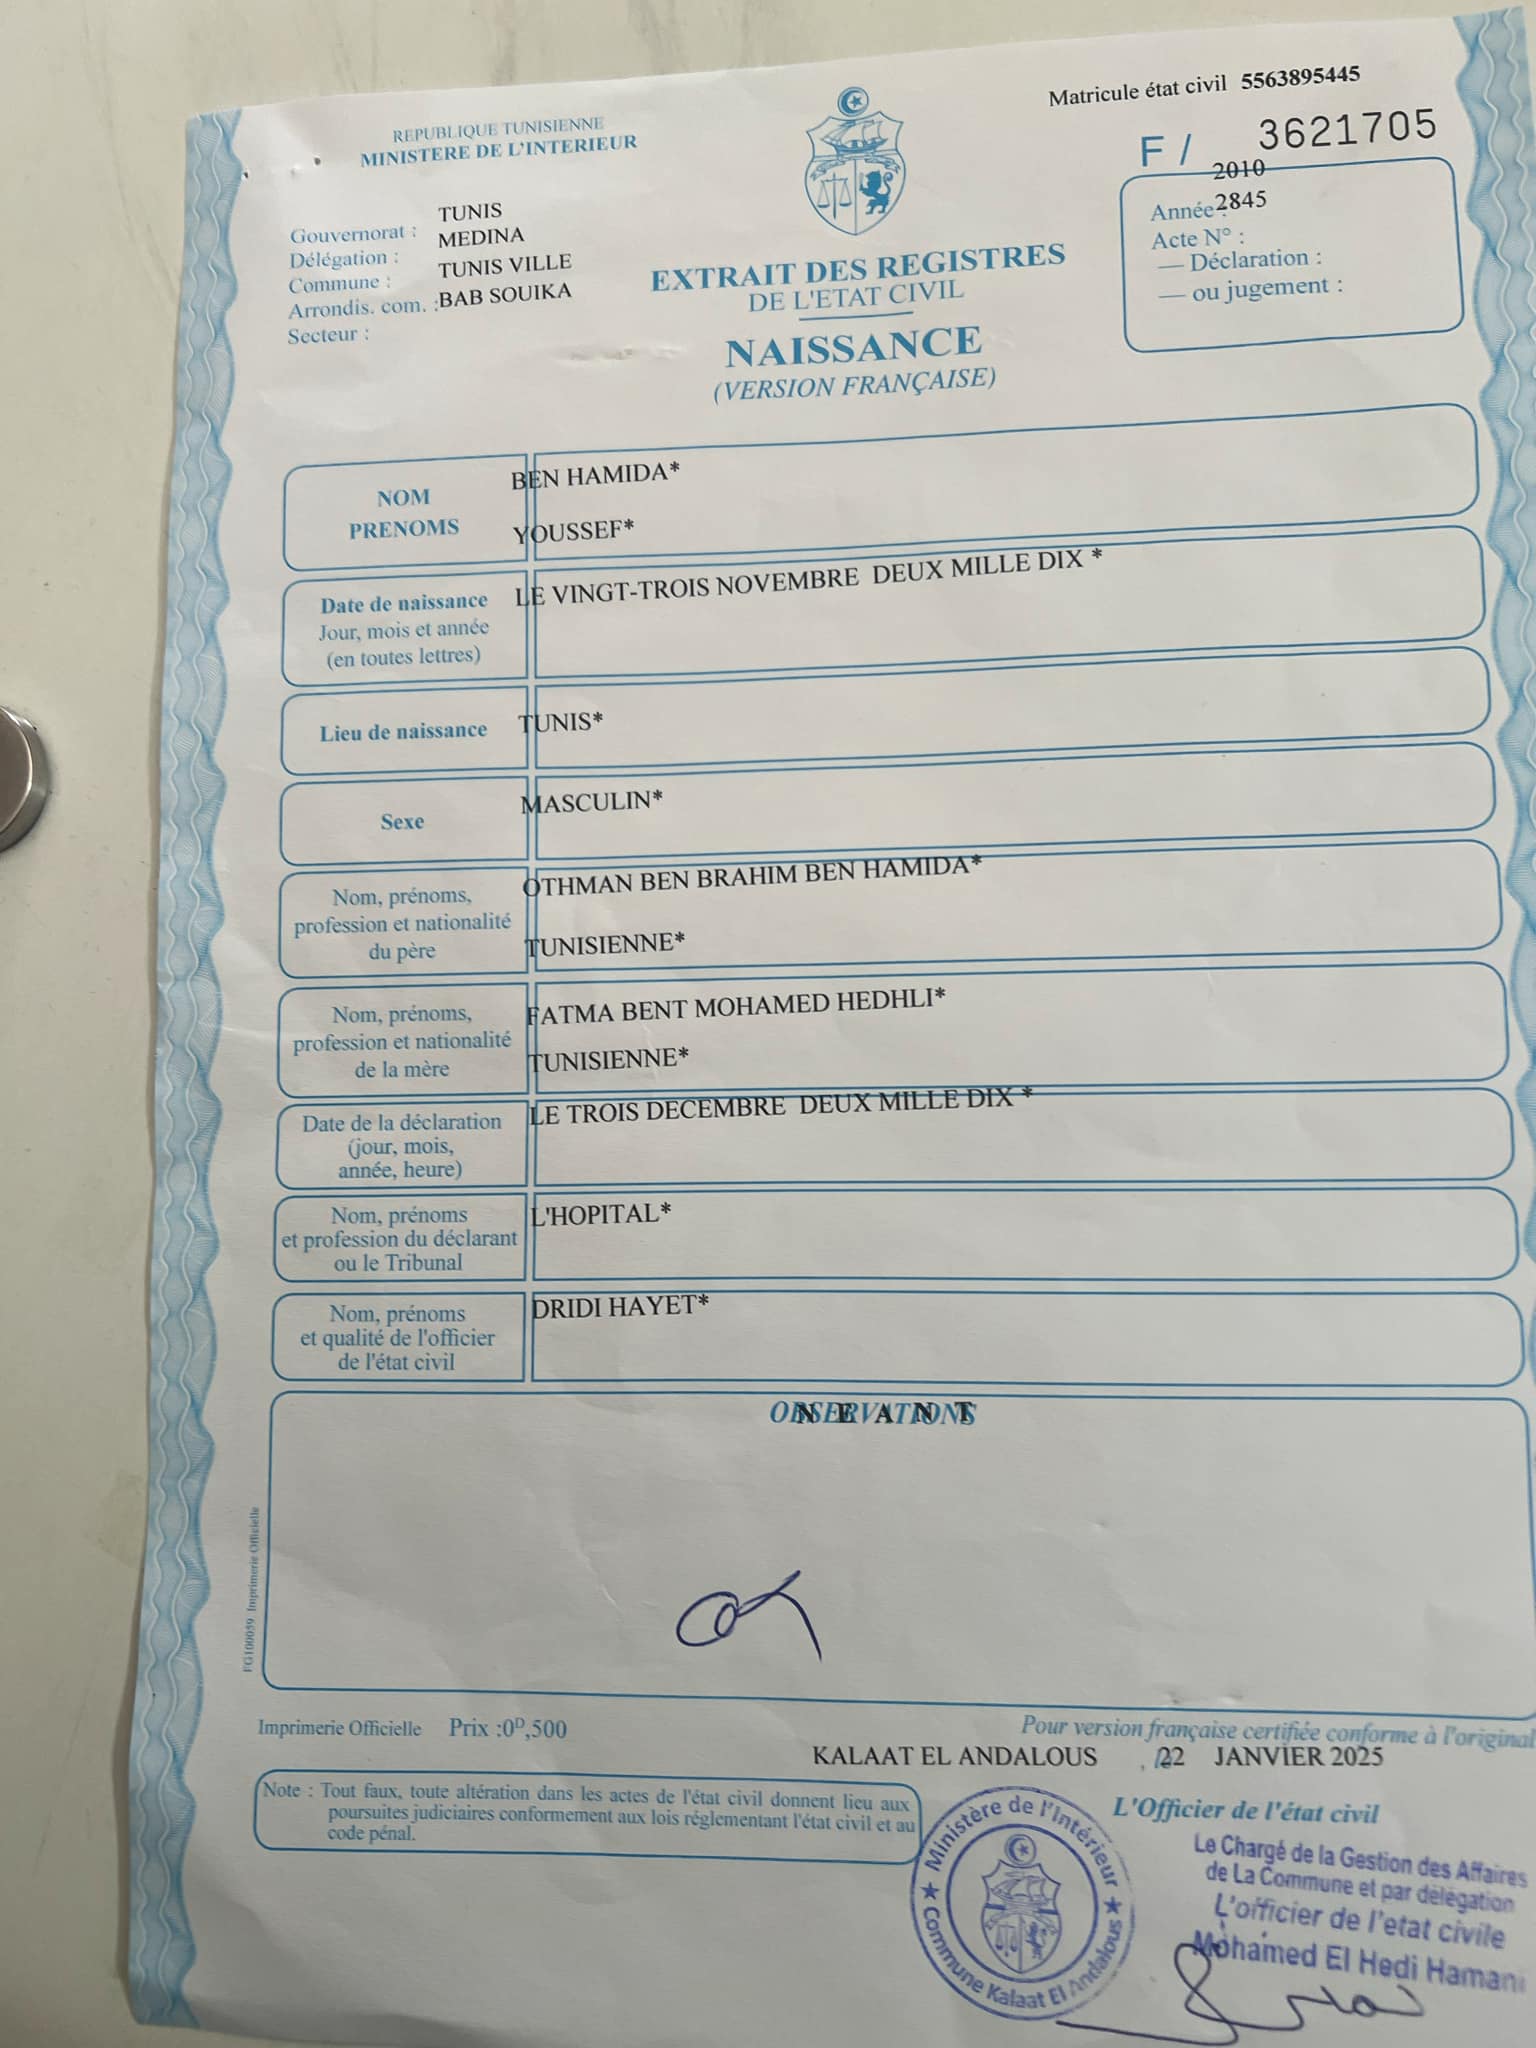 Matricule état civil 5563895445
REPUBLIQUE TUNISIENNE
MINISTERE DE L'INTERIEUR
F / 3621705
Gouvernorat : TUNIS
Délégation : MEDINA
Commune : TUNIS VILLE
Arrondis. com. : BAB SOUIKA
Secteur :
2010
Année : 2845
Acte N° :
— Déclaration :
— ou jugement :
EXTRAIT DES REGISTRES
DE L'ETAT CIVIL
NAISSANCE
(VERSION FRANÇAISE)
NOM BEN HAMIDA*
PRENOMS YOUSSEF*
Date de naissance LE VINGT-TROIS NOVEMBRE DEUX MILLE DIX *
Jour, mois et année
(en toutes lettres)
Lieu de naissance TUNIS*
Sexe MASCULIN*
Nom, prénoms, OTHMAN BEN BRAHIM BEN HAMIDA*
profession et nationalité
du père TUNISIENNE*
Nom, prénoms, FATMA BENT MOHAMED HEDHLI*
profession et nationalité
de la mère TUNISIENNE*
Date de la déclaration LE TROIS DECEMBRE DEUX MILLE DIX *
(jour, mois,
année, heure)
Nom, prénoms L'HOPITAL*
et profession du déclarant
ou le Tribunal
Nom, prénoms DRIDI HAYET*
et qualité de l'officier
de l'état civil
OBSERVATIONS
N E A N T
FG100059 Imprimerie Officielle
Imprimerie Officielle Prix :0ᴰ,500
Pour version française certifiée conforme à l'original
KALAAT EL ANDALOUS , le 22 JANVIER 2025
Note : Tout faux, toute altération dans les actes de l'état civil donnent lieu aux
poursuites judiciaires conformement aux lois réglementant l'état civil et au
code pénal.
L'Officier de l'état civil
Ministère de l'Intérieur
Commune Kalaat El Andalous
Le Chargé de la Gestion des Affaires
de La Commune et par délégation
L'officier de l'etat civile
Mohamed El Hedi Hamani